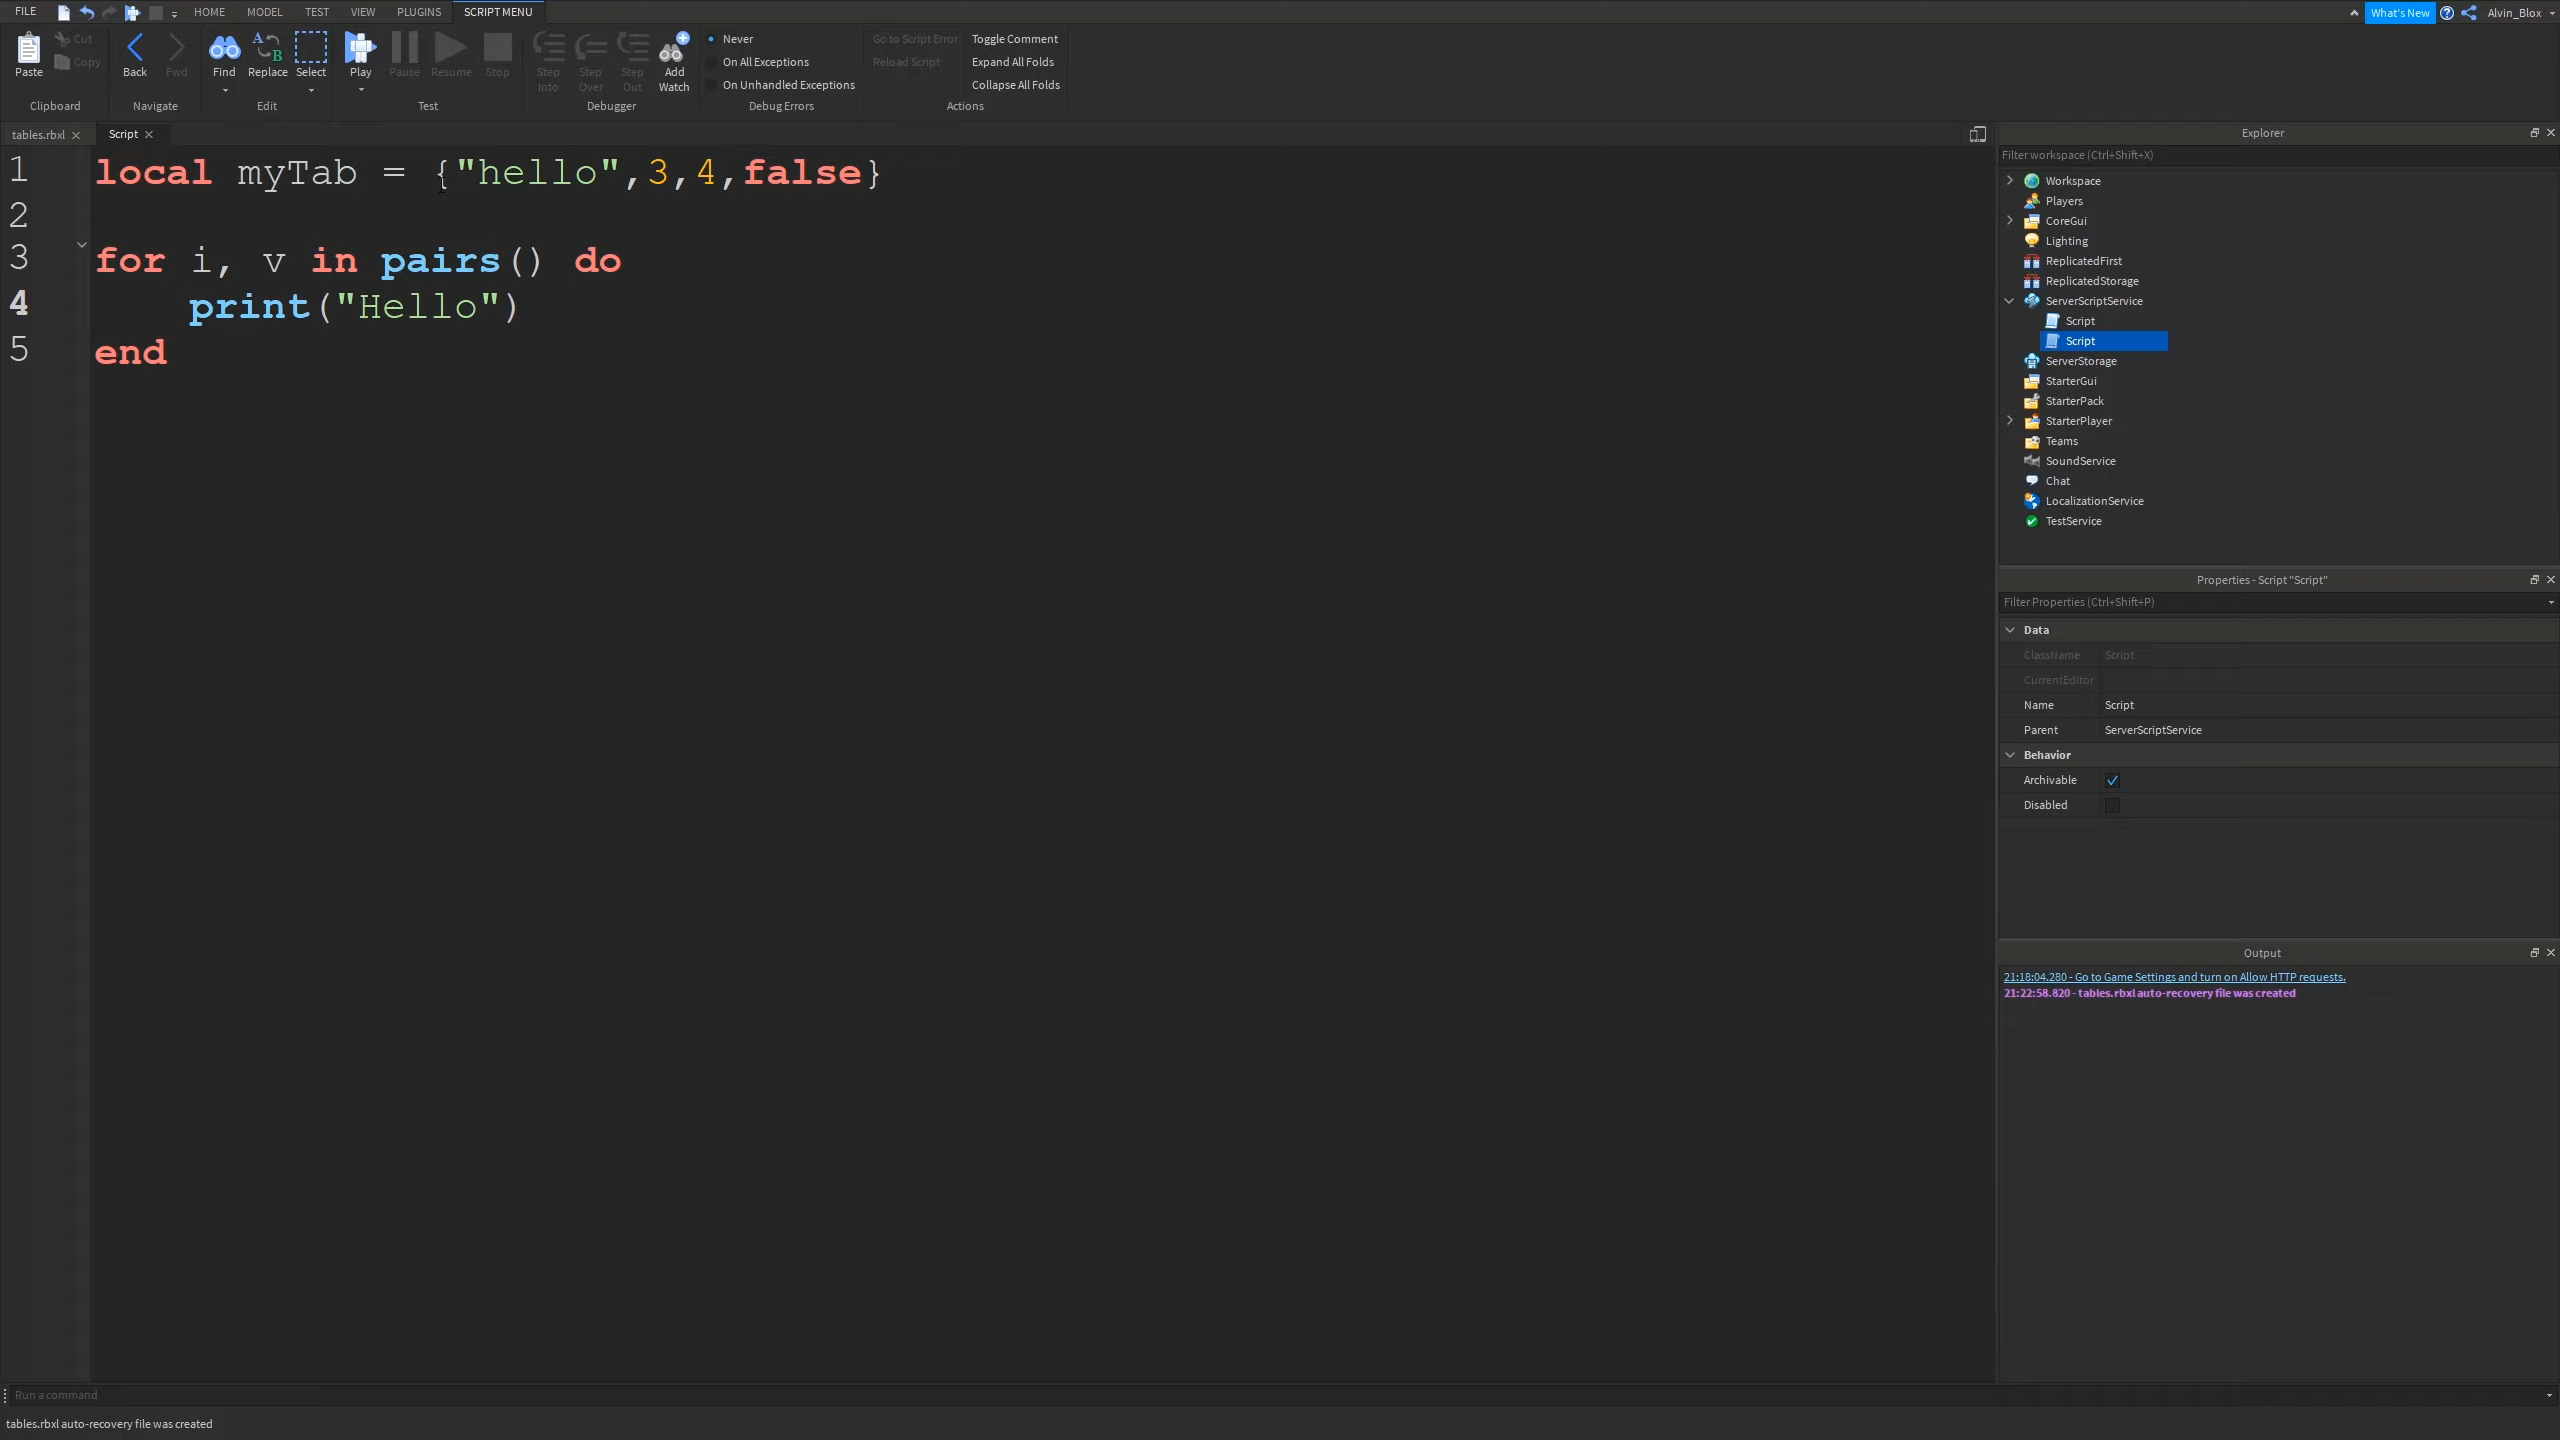 FILE HOME MODEL TEST VIEW PLUGINS SCRIPT MENU What's New Alvin_Blox
Paste Cut Copy Back Fwd Find Replace Select Play Pause Resume Stop Step Into Step Over Step Out Add Watch
Never
On All Exceptions
On Unhandled Exceptions
Go to Script Error
Reload Script
Toggle Comment
Expand All Folds
Collapse All Folds
Clipboard Navigate Edit Test Debugger Debug Errors Actions
tables.rbxl Script
1 local myTab = {"hello",3,4,false}
2
3 for i, v in pairs() do
4 print("Hello")
5 end
Explorer
Filter workspace (Ctrl+Shift+X)
Workspace
Players
CoreGui
Lighting
ReplicatedFirst
ReplicatedStorage
ServerScriptService
Script
Script
ServerStorage
StarterGui
StarterPack
StarterPlayer
Teams
SoundService
Chat
LocalizationService
TestService
Properties - Script "Script"
Filter Properties (Ctrl+Shift+P)
Data
ClassName Script
CurrentEditor
Name Script
Parent ServerScriptService
Behavior
Archivable
Disabled
Output
21:18:04.280 - Go to Game Settings and turn on Allow HTTP requests.
21:22:58.820 - tables.rbxl auto-recovery file was created
Run a command
tables.rbxl auto-recovery file was created